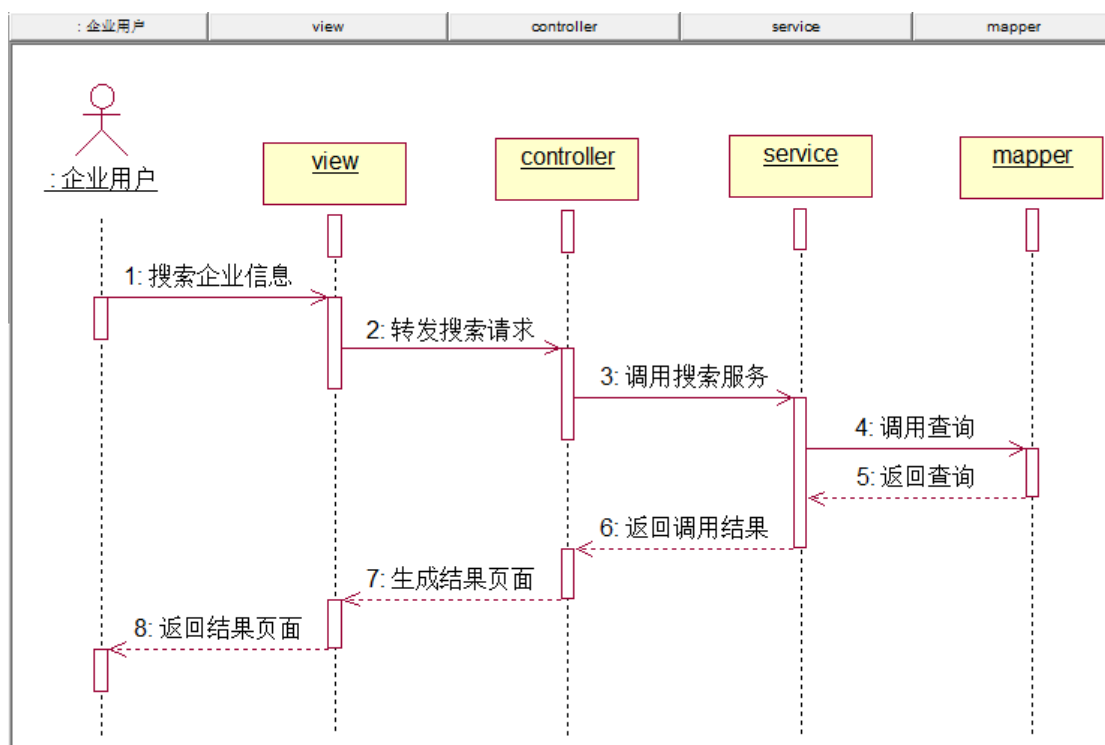 : 企业用户
view
controller
service
mapper
: 企业用户
view
controller
service
mapper
1: 搜索企业信息
2: 转发搜索请求
3: 调用搜索服务
4: 调用查询
5: 返回查询
6: 返回调用结果
7: 生成结果页面
8: 返回结果页面